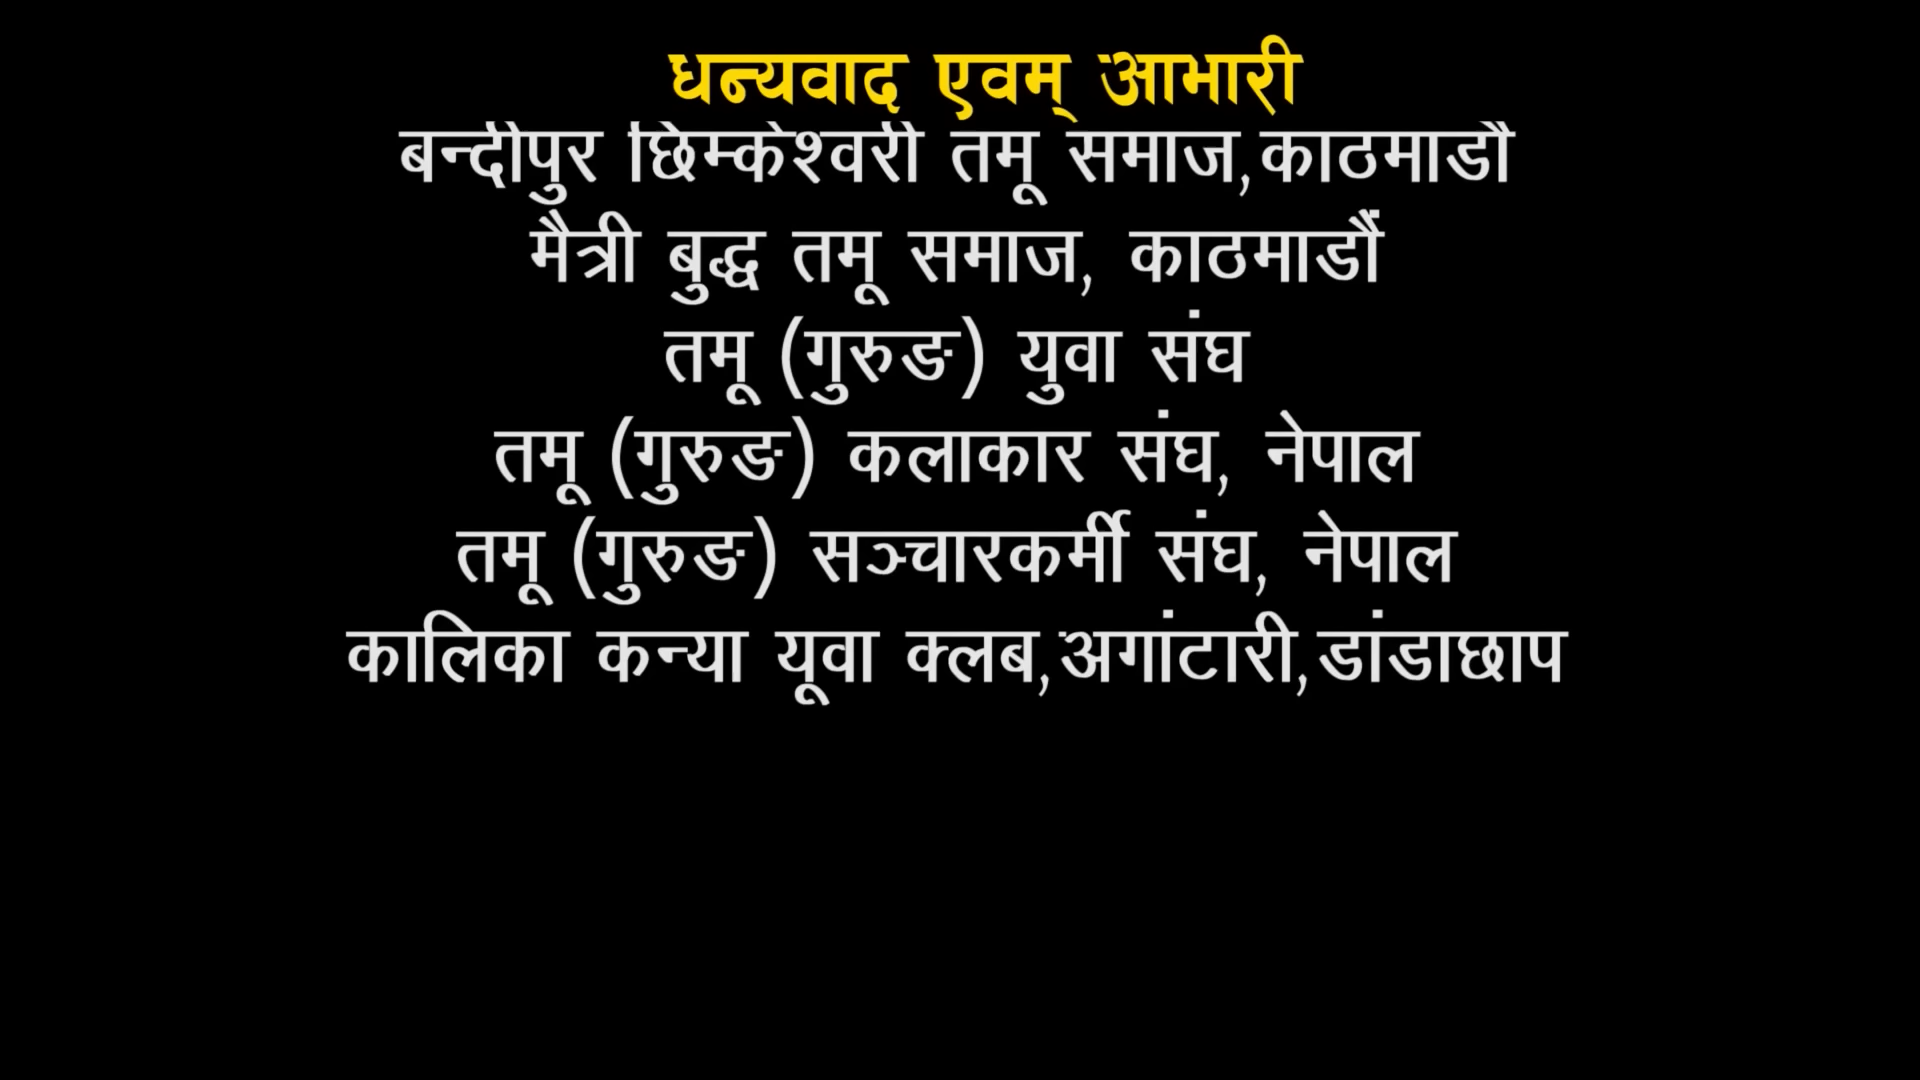 धन्यवाद एवम् आभारी
बन्दीपुर छिम्केश्वरी तमू समाज,काठमाडौ
मैत्री बुद्ध तमू समाज, काठमाडौं
तमू (गुरुङ) युवा संघ
तमू (गुरुङ) कलाकार संघ, नेपाल
तमू (गुरुङ) सञ्चारकर्मी संघ, नेपाल
कालिका कन्या यूवा क्लब,अगांटारी,डांडाछाप